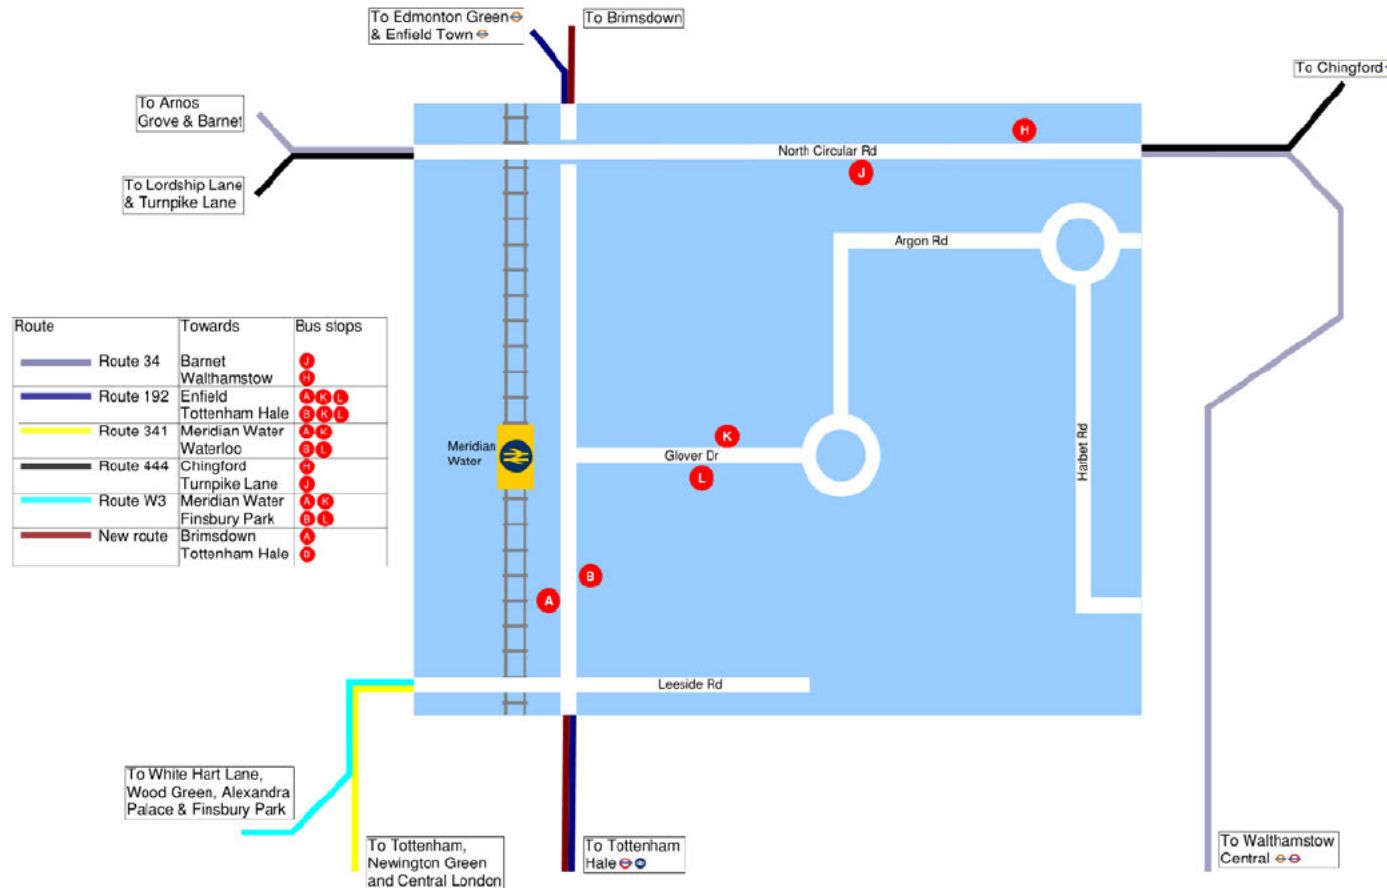 To Edmonton Green
& Enfield Town
To Brimsdown
To Chingford
To Arnos
Grove & Barnet
H
North Circular Rd
J
To Lordship Lane
& Turnpike Lane
Argon Rd
Route Towards Bus stops
Route 34 Barnet J
Walthamstow H
Route 192 Enfield A K L
Tottenham Hale B K L
Route 341 Meridian Water A K
Waterloo B L
Route 444 Chingford H
Turnpike Lane J
Route W3 Meridian Water A K
Finsbury Park B L
New route Brimsdown A
Tottenham Hale B
Meridian
Water
K
Glover Dr
L
Harbet Rd
B
A
Leeside Rd
To White Hart Lane,
Wood Green, Alexandra
Palace & Finsbury Park
To Tottenham,
Newington Green
and Central London
To Tottenham
Hale
To Walthamstow
Central